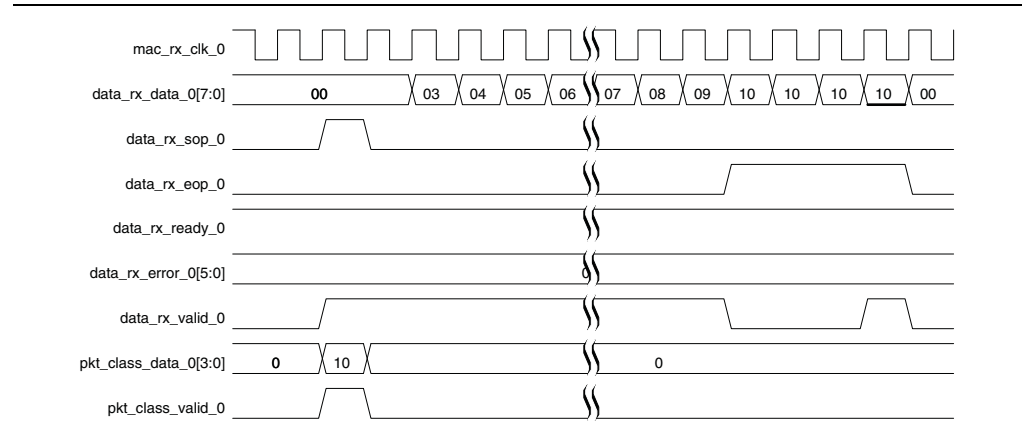 mac_rx_clk_0
data_rx_data_0[7:0] 00 03 04 05 06 07 08 09 10 10 10 10 00
data_rx_sop_0
data_rx_eop_0
data_rx_ready_0
data_rx_error_0[5:0] 0
data_rx_valid_0
pkt_class_data_0[3:0] 0 10 0
pkt_class_valid_0